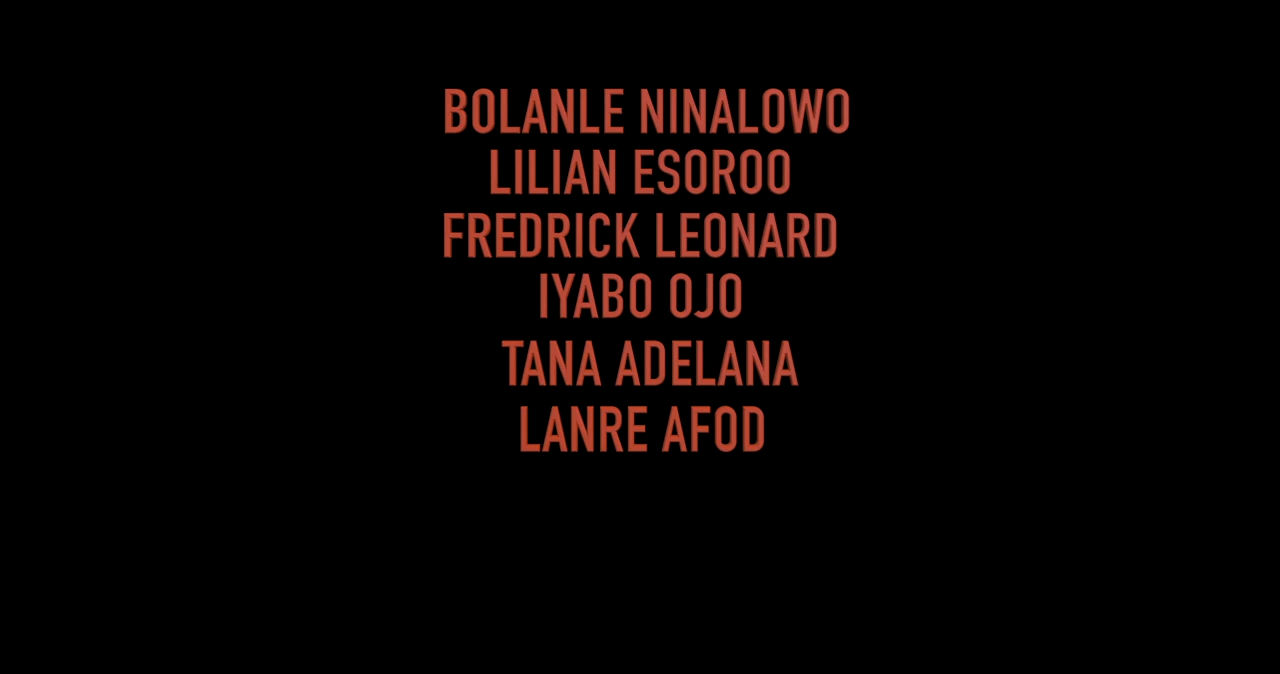 BOLANLE NINALOWO
LILIAN ESOROO
FREDRICK LEONARD
IYABO OJO
TANA ADELANA
LANRE AFOD